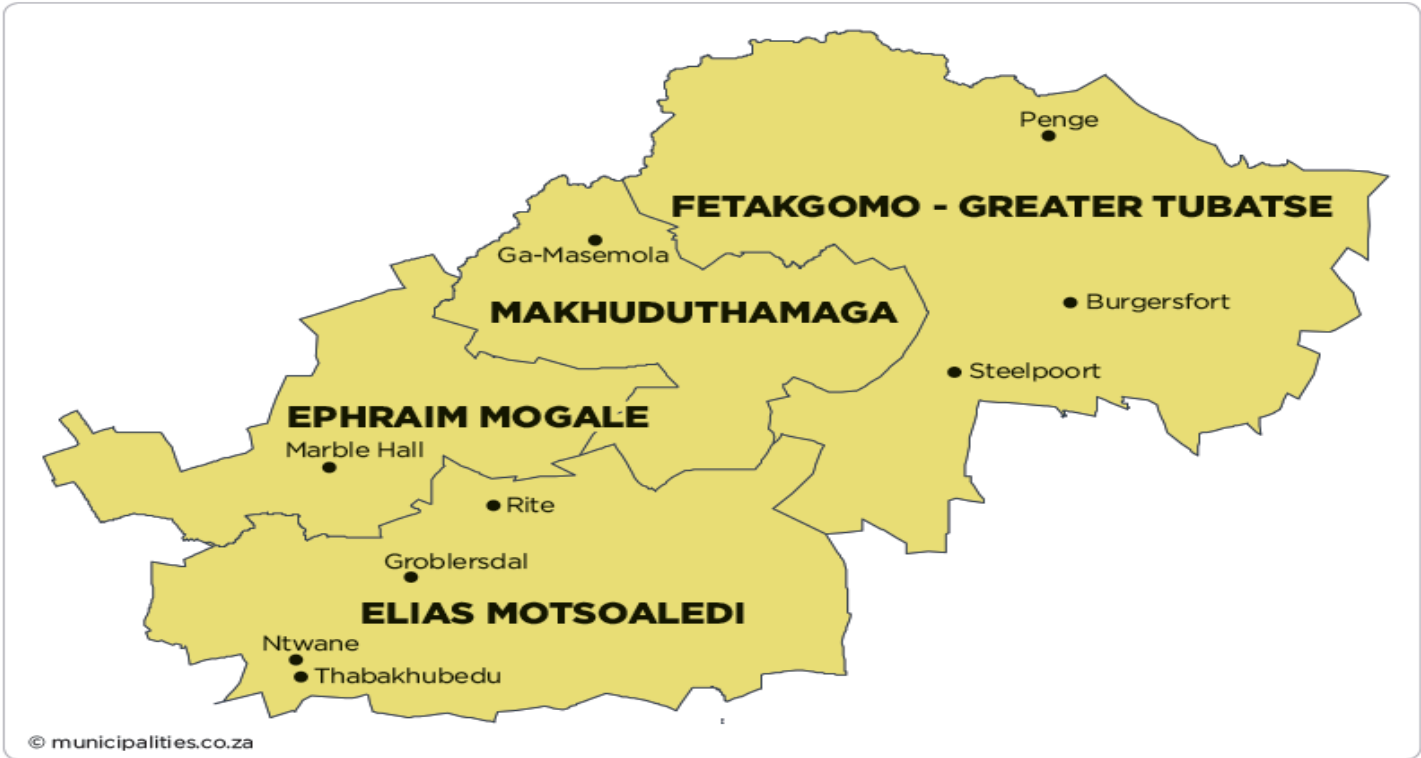 Penge
FETAKGOMO - GREATER TUBATSE
Ga-Masemola
MAKHUDUTHAMAGA
Burgersfort
Steelpoort
EPHRAIM MOGALE
Marble Hall
Rite
Groblersdal
ELIAS MOTSOALEDI
Ntwane
Thabakhubedu
© municipalities.co.za